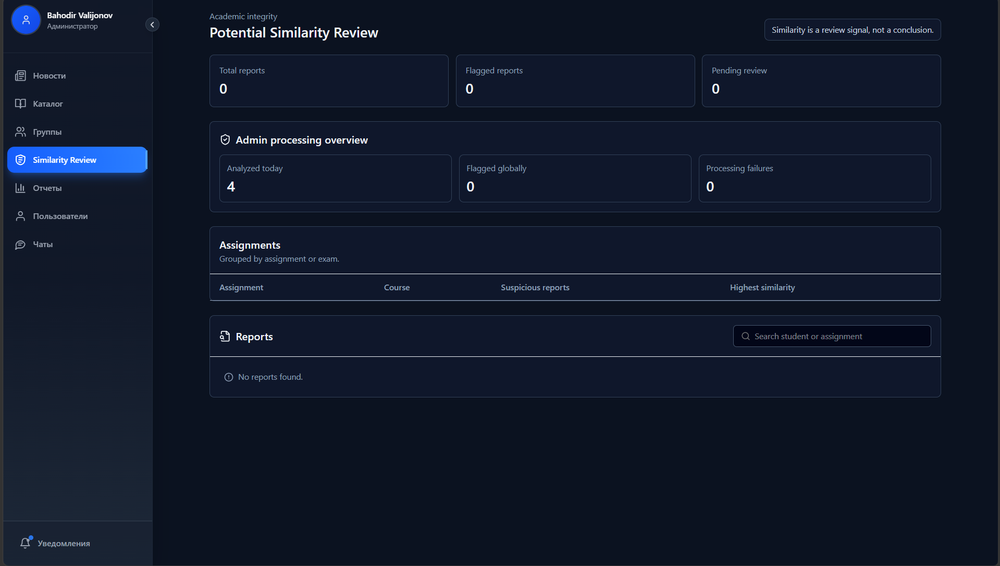 Bahodir Valijonov
Администратор
Новости
Каталог
Группы
Similarity Review
Отчеты
Пользователи
Чаты
Уведомления
Academic integrity
Potential Similarity Review
Similarity is a review signal, not a conclusion.
Total reports
0
Flagged reports
0
Pending review
0
Admin processing overview
Analyzed today
4
Flagged globally
0
Processing failures
0
Assignments
Grouped by assignment or exam.
Assignment Course Suspicious reports Highest similarity
Reports
Search student or assignment
No reports found.